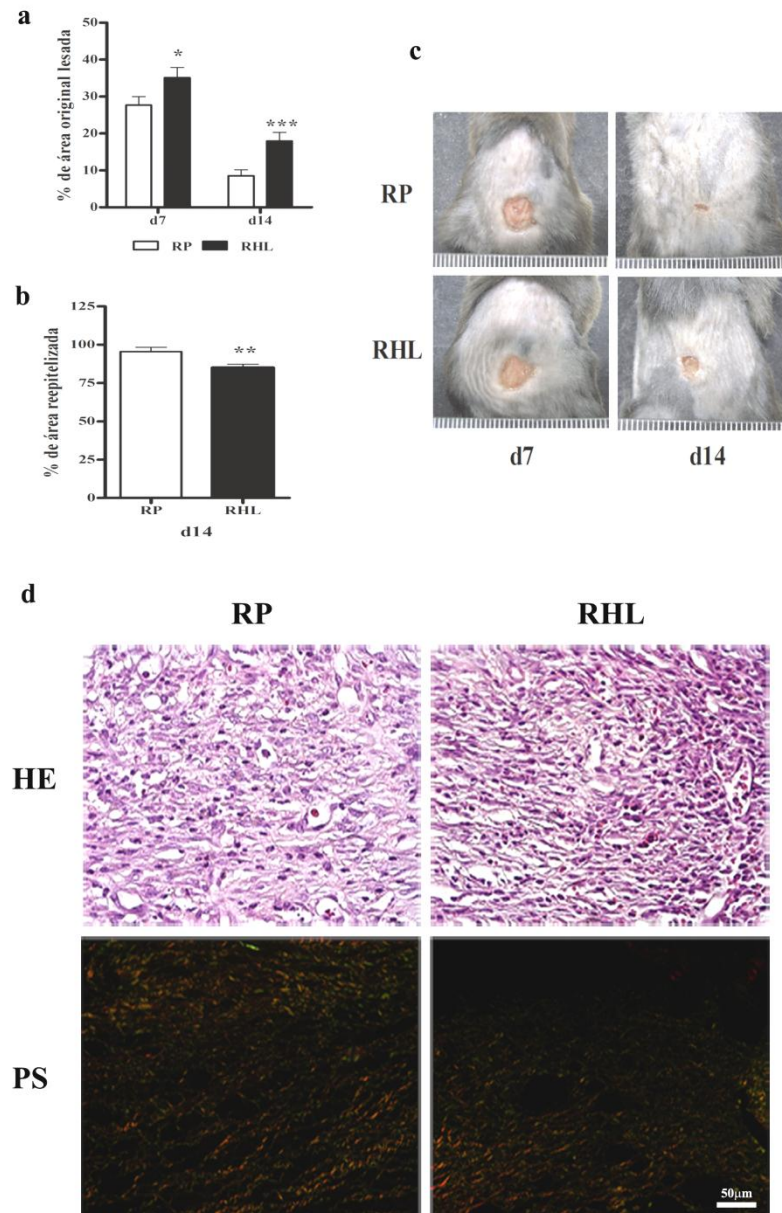 a
% de área original lesada
50
40
30
20
10
0
*
***
d7
d14
RP
RHL
b
% de área reepitelizada
125
100
75
50
25
0
**
RP
RHL
d14
c
RP
RHL
d7
d14
d
RP
RHL
HE
PS
50µm